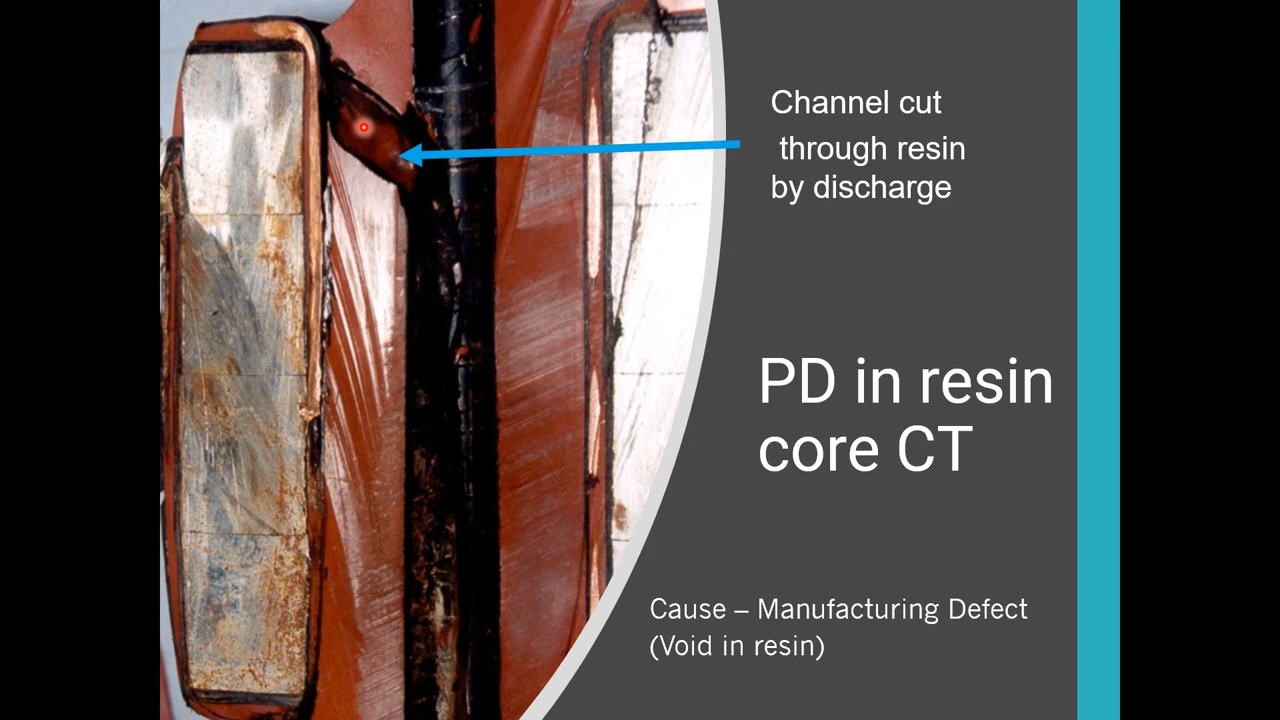 Channel cut
through resin
by discharge
PD in resin
core CT
Cause – Manufacturing Defect
(Void in resin)